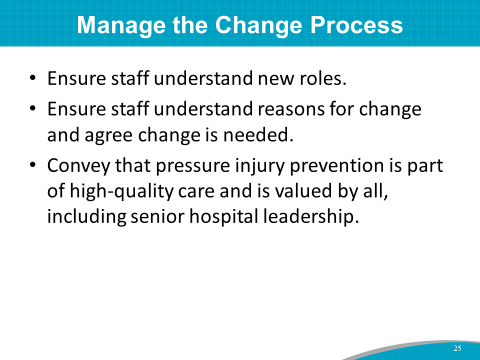 Manage the Change Process
• Ensure staff understand new roles.
• Ensure staff understand reasons for change
and agree change is needed.
• Convey that pressure injury prevention is part
of high-quality care and is valued by all,
including senior hospital leadership.
25